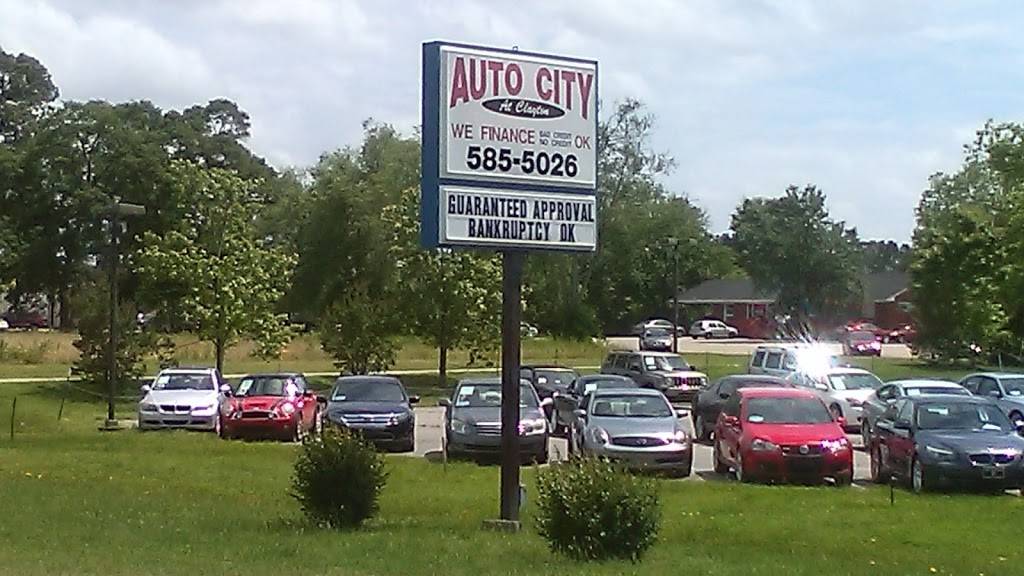 AUTO CITY
At Clayton
WE FINANCE BAD CREDIT NO CREDIT OK
585-5026
GUARANTEED APPROVAL
BANKRUPTCY OK